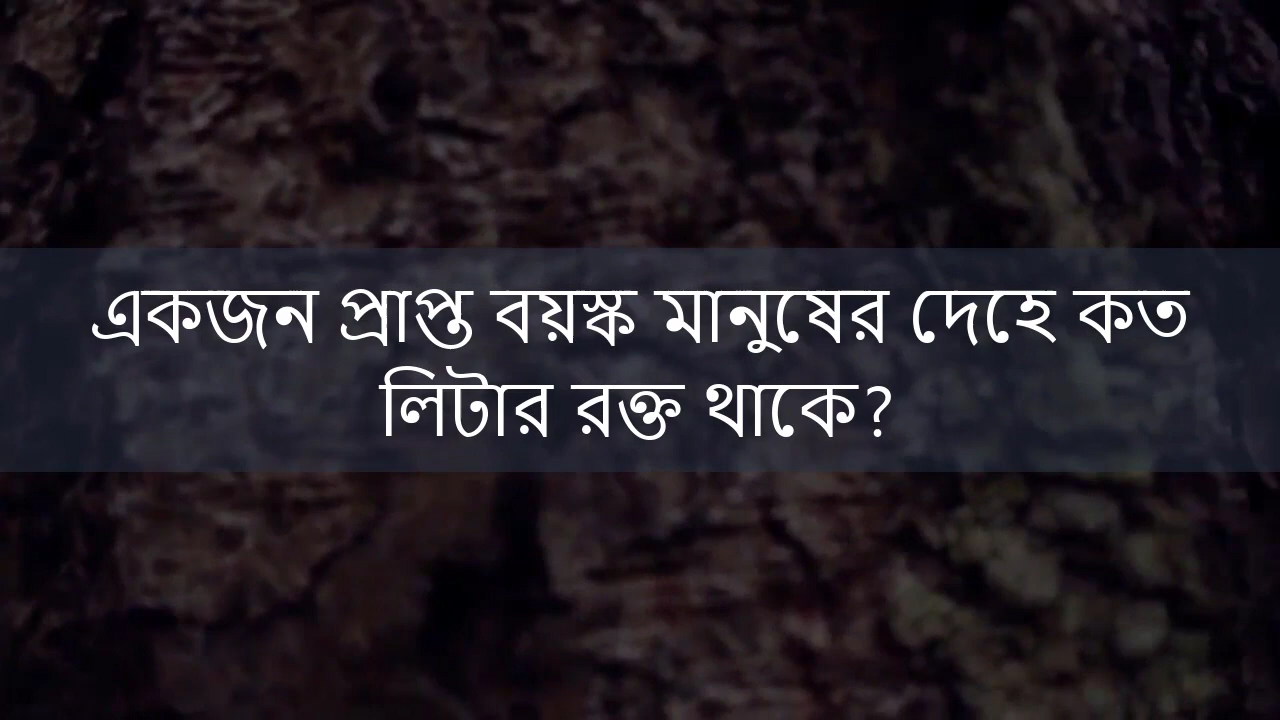 একজন প্রাপ্ত বয়স্ক মানুষের দেহে কত
লিটার রক্ত থাকে?